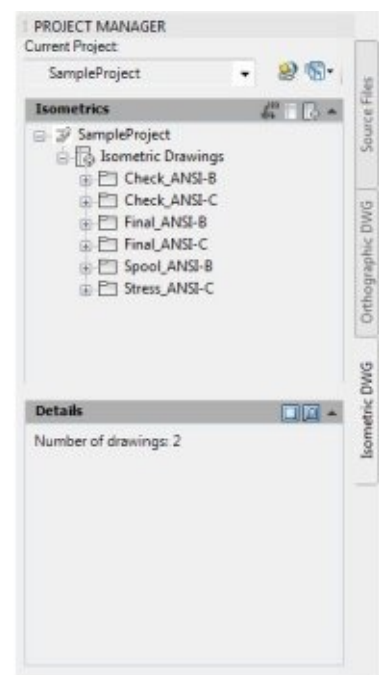 PROJECT MANAGER
Current Project:
SampleProject
Isometrics
SampleProject
Isometric Drawings
Check_ANSI-B
Check_ANSI-C
Final_ANSI-B
Final_ANSI-C
Spool_ANSI-B
Stress_ANSI-C
Details
Number of drawings: 2
Source Files
Orthographic DWG
Isometric DWG